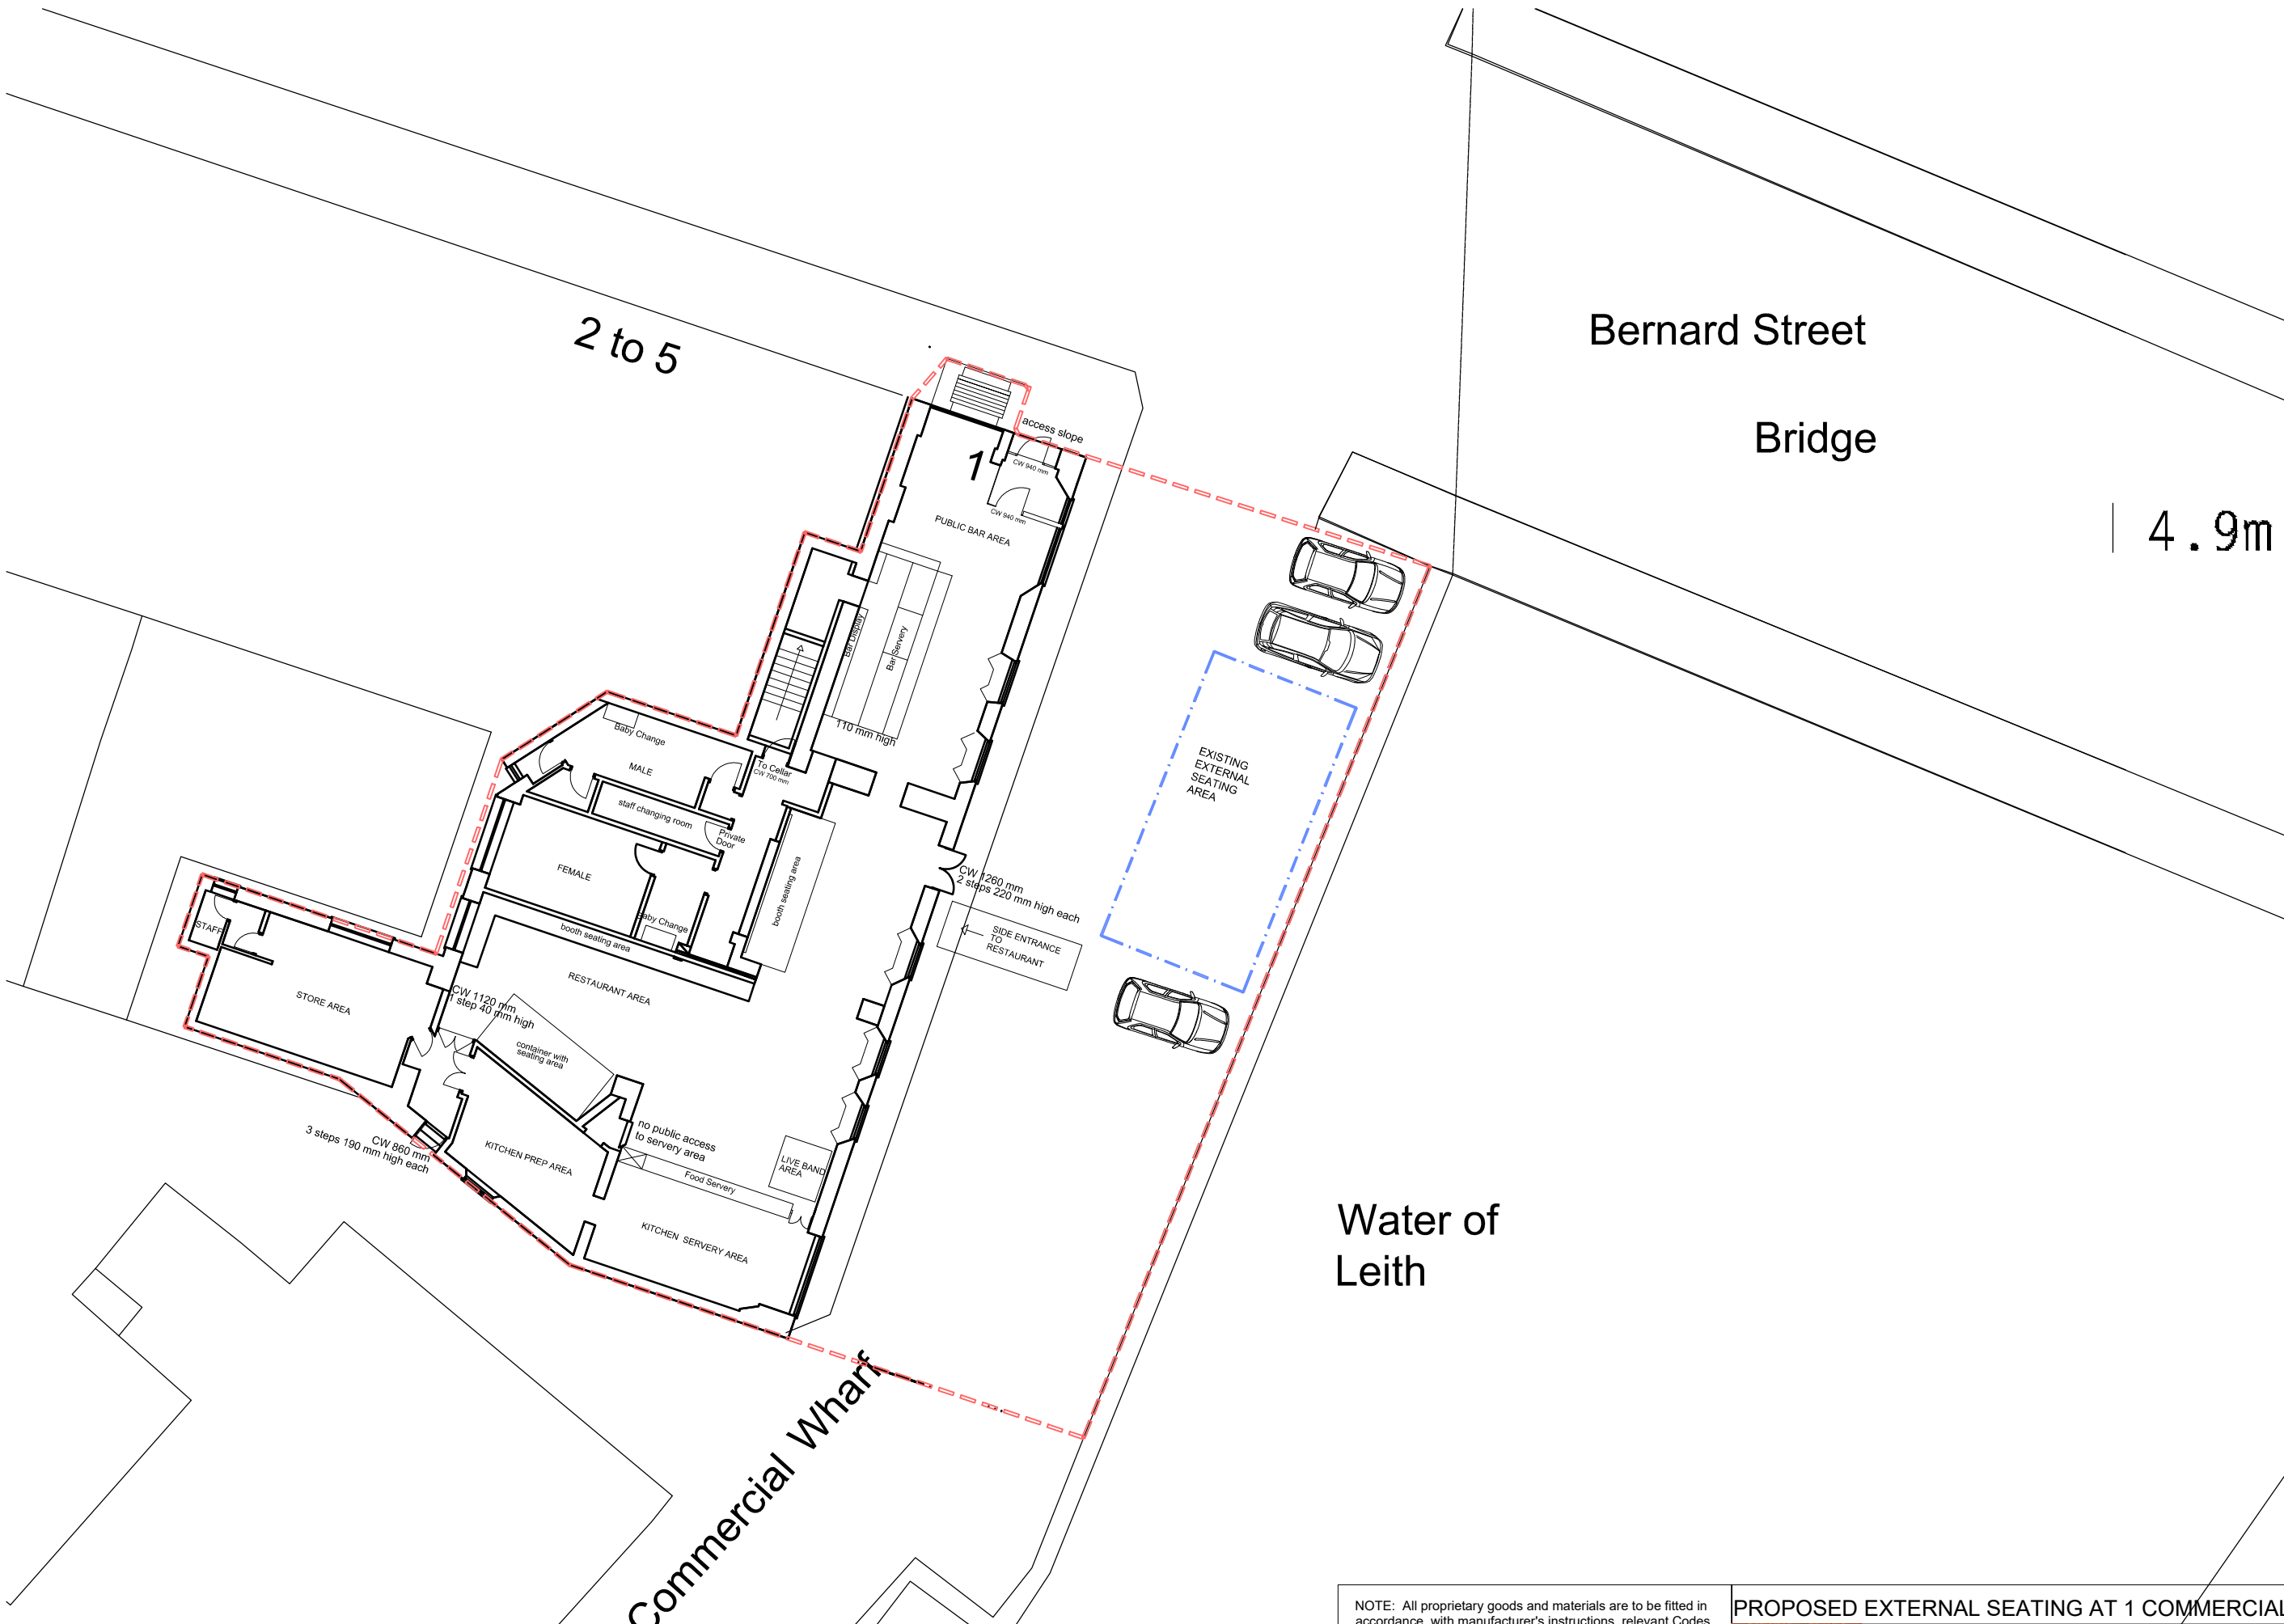 2 to 5
Bernard Street
Bridge
4.9m
access slope
1
CW 940 mm
CW 940 mm
PUBLIC BAR AREA
Bar Display
Bar Servery
110 mm high
Baby Change
MALE
To Cellar
CW 700 mm
staff changing room
Private
Door
FEMALE
Baby Change
booth seating area
booth seating area
EXISTING
EXTERNAL
SEATING
AREA
CW 1260 mm
2 steps 220 mm high each
SIDE ENTRANCE
TO
RESTAURANT
STAFF
STORE AREA
RESTAURANT AREA
CW 1120 mm
1 step 40 mm high
container with
seating area
CW 860 mm
3 steps 190 mm high each
KITCHEN PREP AREA
no public access
to servery area
Food Servery
LIVE BAND
AREA
KITCHEN SERVERY AREA
Water of
Leith
Commercial Wharf
NOTE: All proprietary goods and materials are to be fitted in
accordance with manufacturer's instructions, relevant Codes
PROPOSED EXTERNAL SEATING AT 1 COMMERCIAL